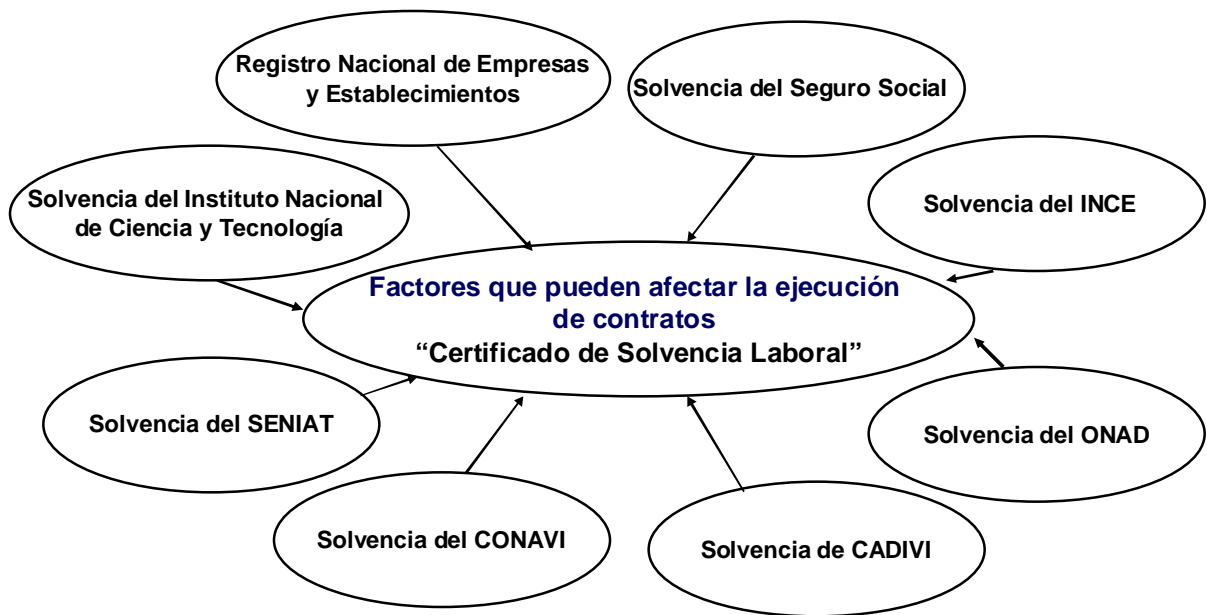 Registro Nacional de Empresas
y Establecimientos
Solvencia del Seguro Social
Solvencia del Instituto Nacional
de Ciencia y Tecnología
Solvencia del INCE
Factores que pueden afectar la ejecución
de contratos
“Certificado de Solvencia Laboral”
Solvencia del SENIAT
Solvencia del ONAD
Solvencia del CONAVI
Solvencia de CADIVI